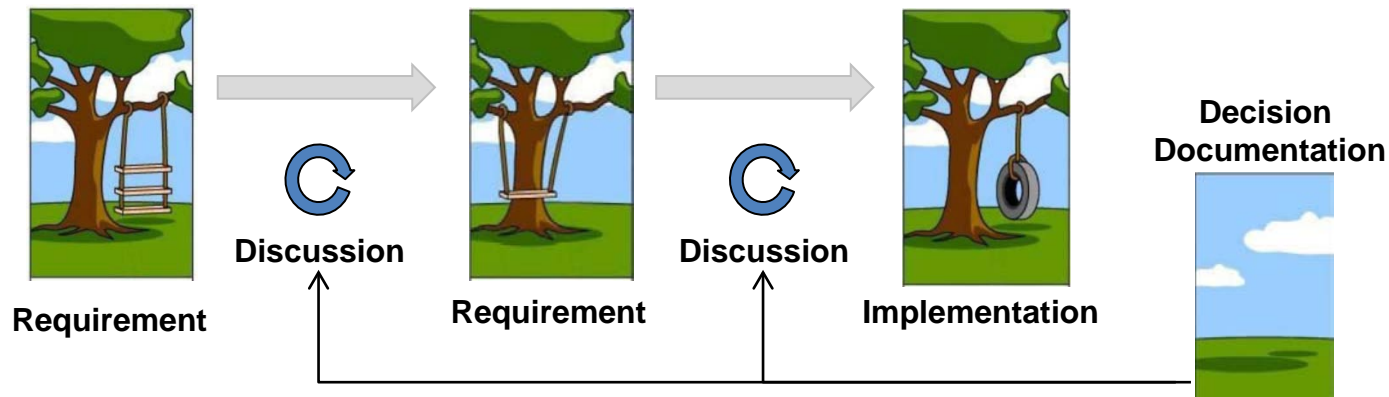 Decision
Documentation
Discussion
Discussion
Requirement
Requirement
Implementation